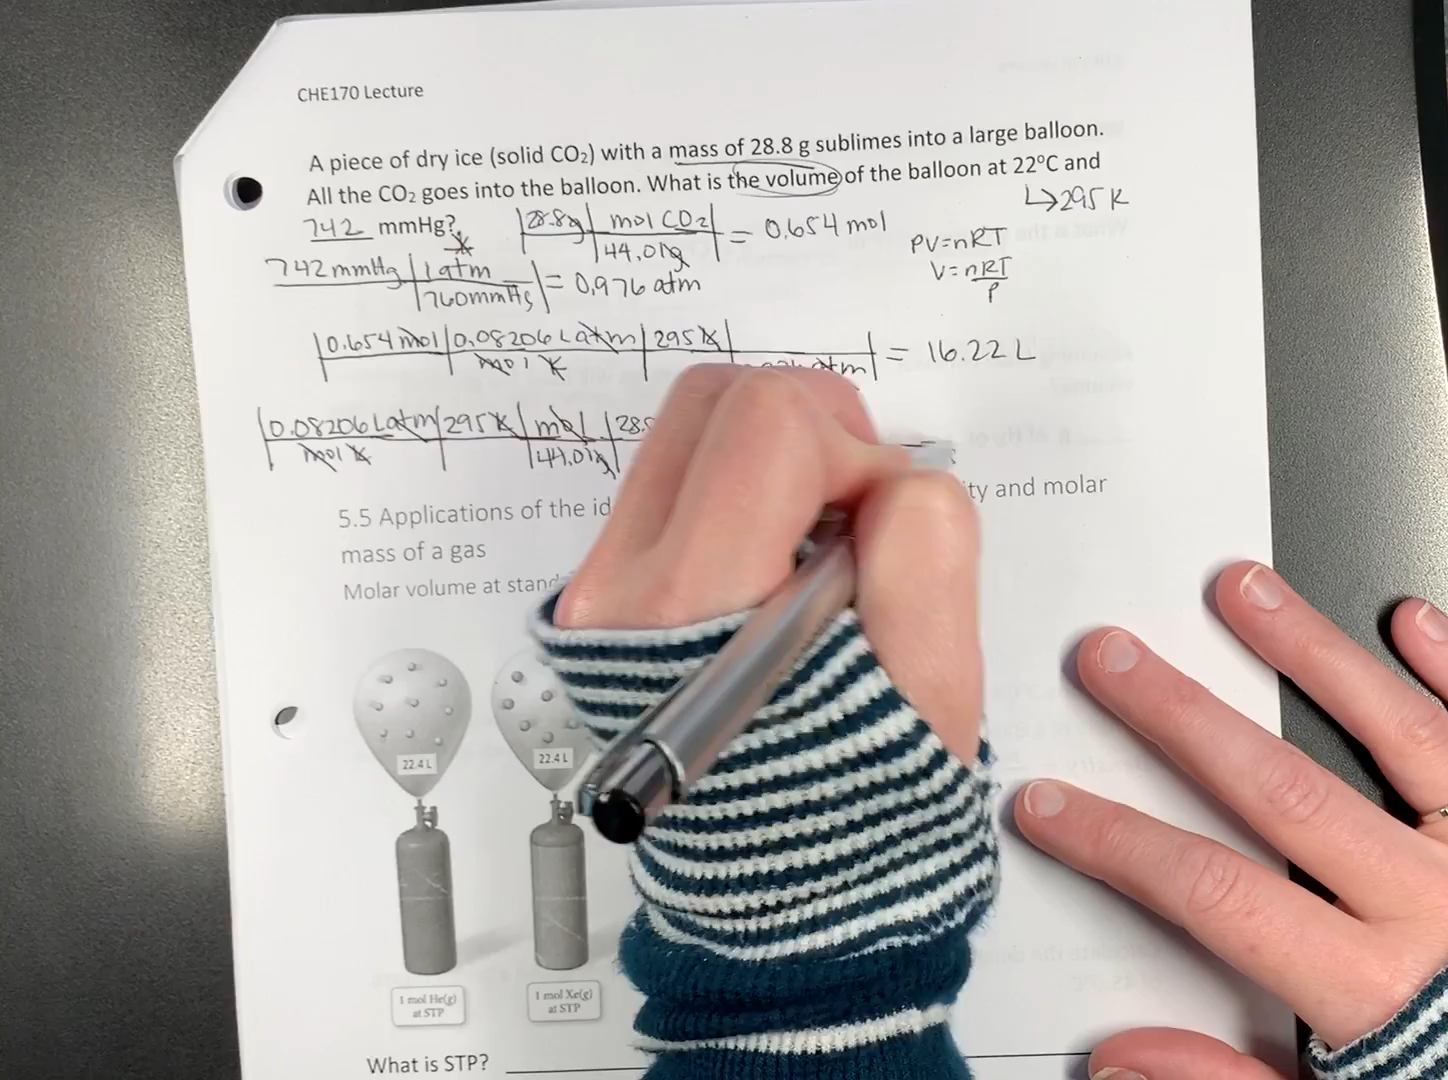 CHE170 Lecture
A piece of dry ice (solid CO₂) with a mass of 28.8 g sublimes into a large balloon.
All the CO₂ goes into the balloon. What is the volume of the balloon at 22°C and
↳295 K
742 mmHg?
28.8g | mol CO2 | = 0.654 mol
44.01g
PV=nRT
V=nRT
P
742 mmHg | 1 atm | = 0.976 atm
760mmHg
0.654 mol | 0.08206 L atm | 295 K | = 16.22 L
mol K | atm
0.08206 L atm | 295 K | mol |
mol K | 44.01g
5.5 Applications of the and molar
mass of a gas
Molar volume at
22.4 L 22.4 L
1 mol He(g) 1 mol Xe(g)
at STP at STP
What is STP?